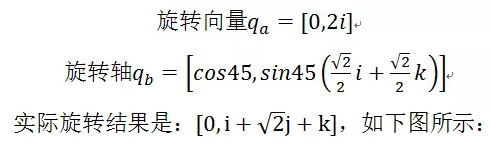 旋转向量qₐ = [0,2i]↵
旋转轴q_b = [cos45, sin45 (√2/2 i + √2/2 k)]↵
实际旋转结果是：[0, i + √2j + k]，如下图所示：